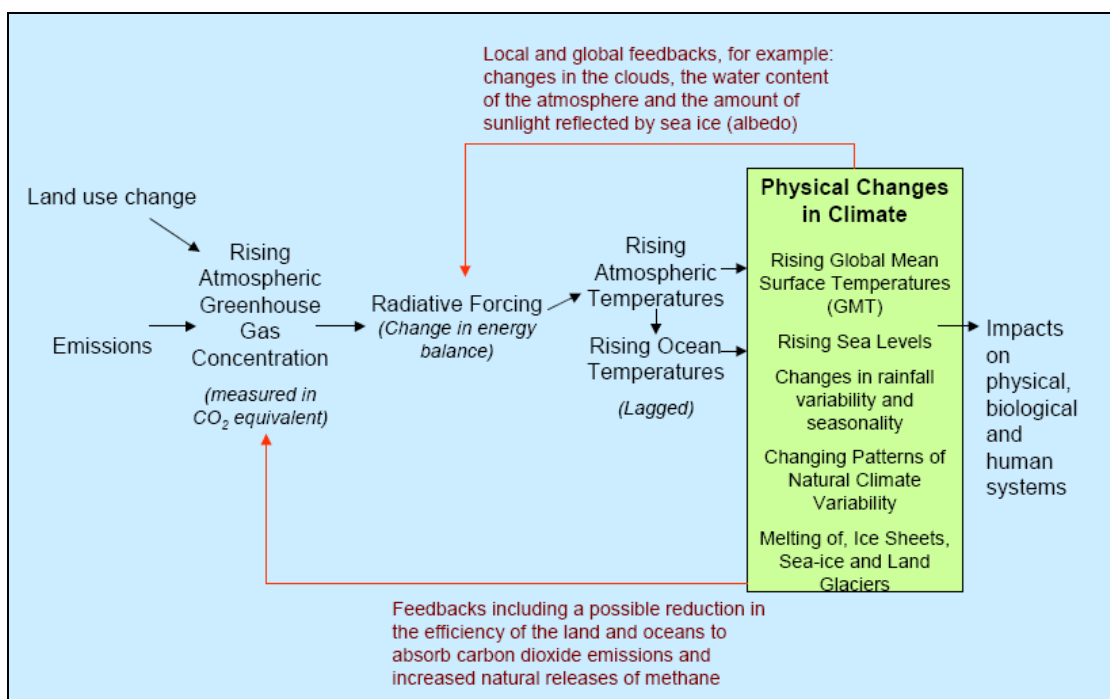 Local and global feedbacks, for example:
changes in the clouds, the water content
of the atmosphere and the amount of
sunlight reflected by sea ice (albedo)
Land use change
Emissions
Rising
Atmospheric
Greenhouse
Gas
Concentration
(measured in
CO₂ equivalent)
Radiative Forcing
(Change in energy
balance)
Rising
Atmospheric
Temperatures
Rising Ocean
Temperatures
(Lagged)
Physical Changes
in Climate
Rising Global Mean
Surface Temperatures
(GMT)
Rising Sea Levels
Changes in rainfall
variability and
seasonality
Changing Patterns of
Natural Climate
Variability
Melting of, Ice Sheets,
Sea-ice and Land
Glaciers
Impacts
on
physical,
biological
and
human
systems
Feedbacks including a possible reduction in
the efficiency of the land and oceans to
absorb carbon dioxide emissions and
increased natural releases of methane